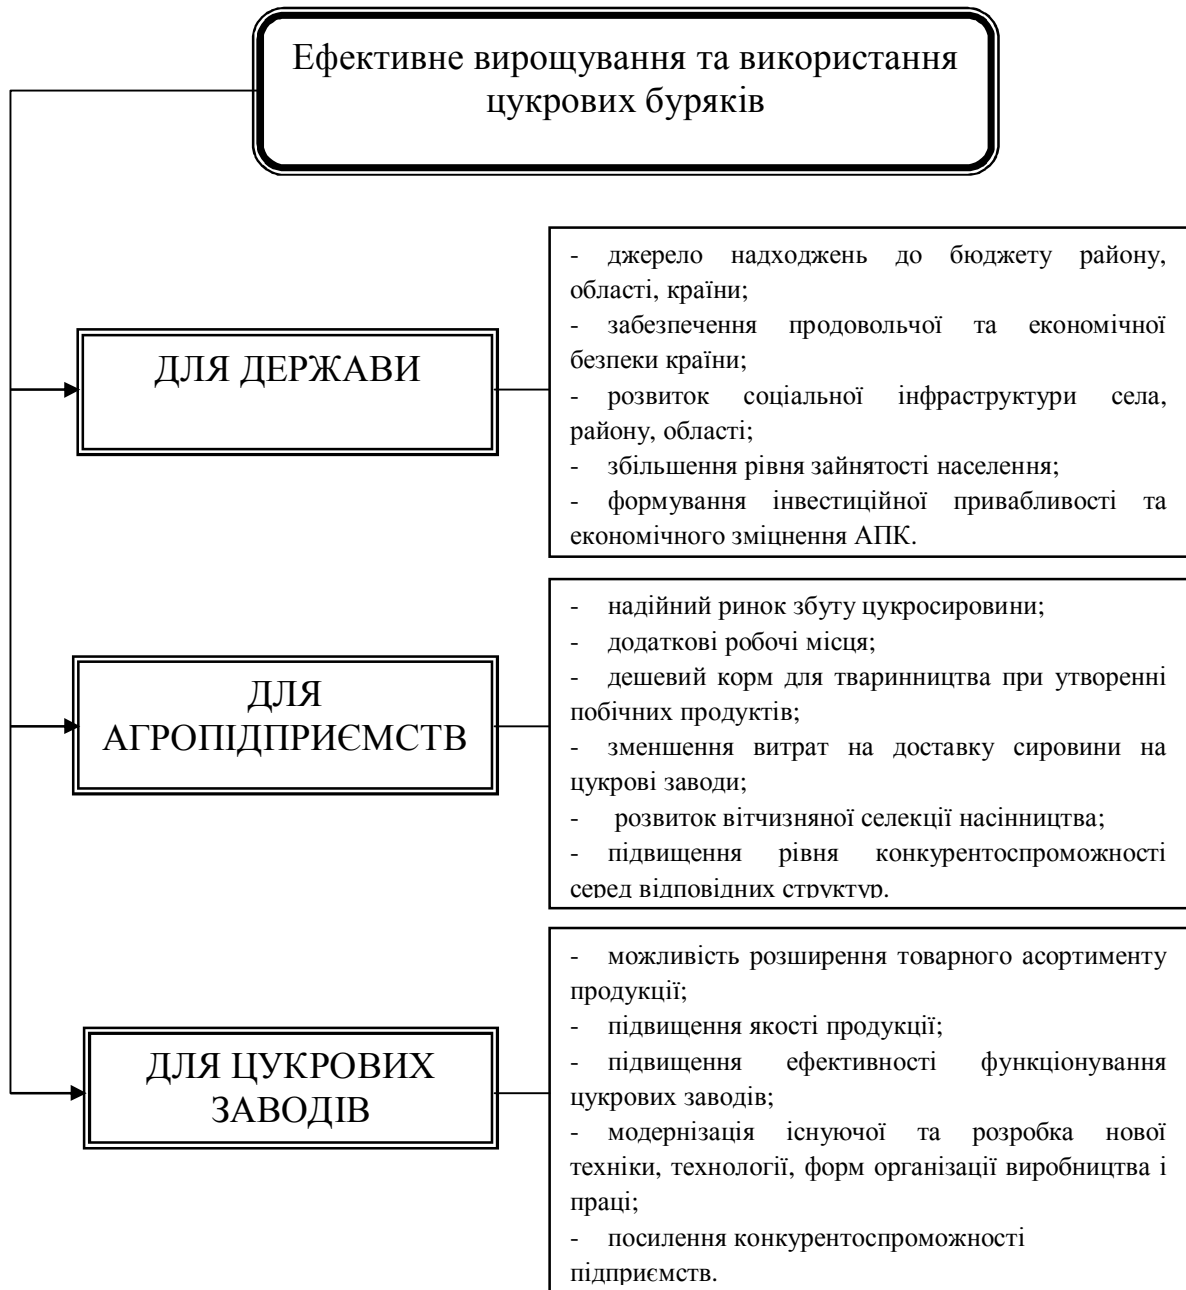 Ефективне вирощування та використання
цукрових буряків
ДЛЯ ДЕРЖАВИ
- джерело надходжень до бюджету району,
області, країни;
- забезпечення продовольчої та економічної
безпеки країни;
- розвиток соціальної інфраструктури села,
району, області;
- збільшення рівня зайнятості населення;
- формування інвестиційної привабливості та
економічного зміцнення АПК.
ДЛЯ
АГРОПІДПРИЄМСТВ
- надійний ринок збуту цукросировини;
- додаткові робочі місця;
- дешевий корм для тваринництва при утворенні
побічних продуктів;
- зменшення витрат на доставку сировини на
цукрові заводи;
- розвиток вітчизняної селекції насінництва;
- підвищення рівня конкурентоспроможності
серед відповідних структур.
ДЛЯ ЦУКРОВИХ
ЗАВОДІВ
- можливість розширення товарного асортименту
продукції;
- підвищення якості продукції;
- підвищення ефективності функціонування
цукрових заводів;
- модернізація існуючої та розробка нової
техніки, технології, форм організації виробництва і
праці;
- посилення конкурентоспроможності
підприємств.